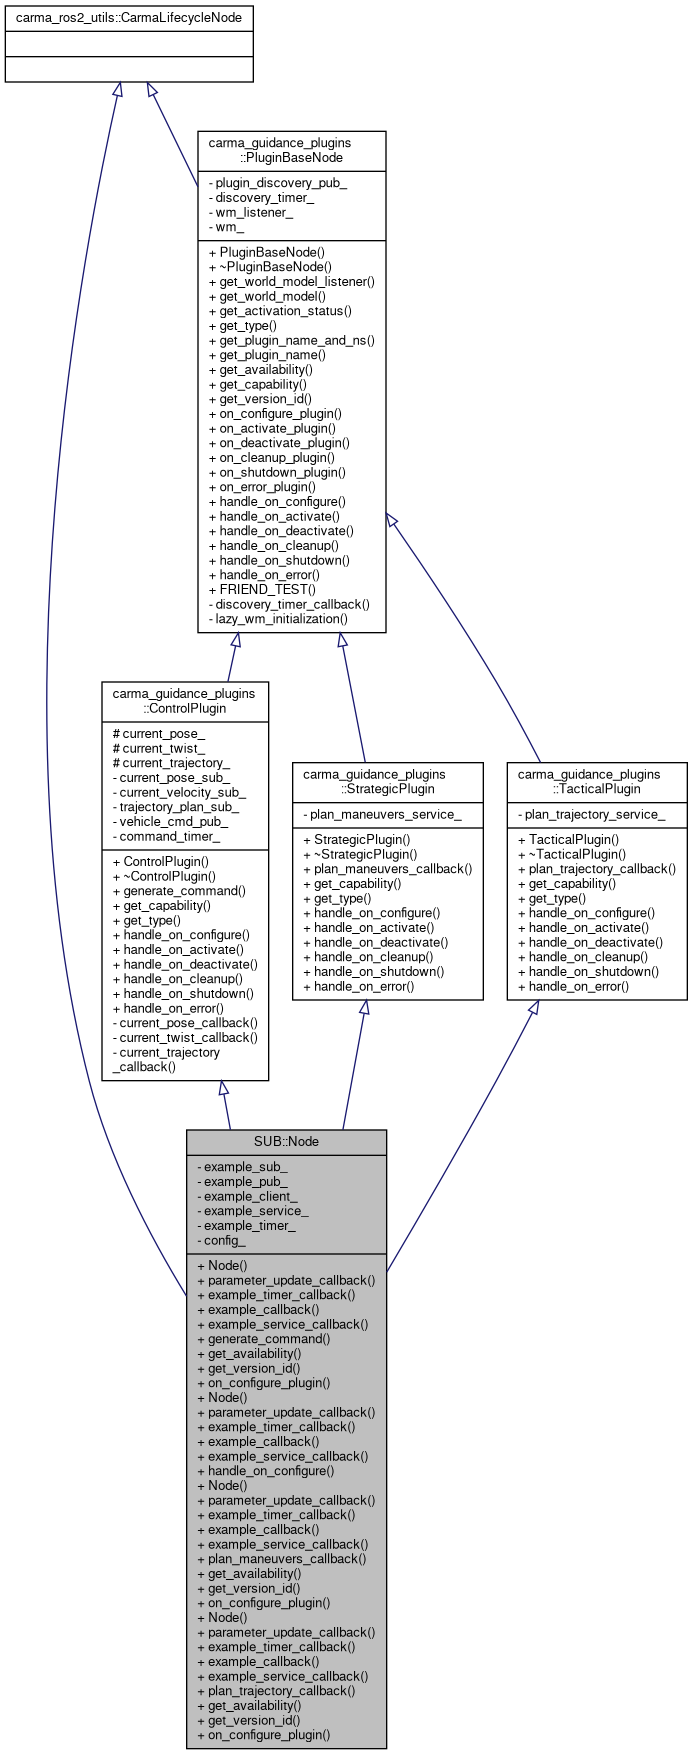 carma_ros2_utils::CarmaLifecycleNode
carma_guidance_plugins
::PluginBaseNode
- plugin_discovery_pub_
- discovery_timer_
- wm_listener_
- wm_
+ PluginBaseNode()
+ ~PluginBaseNode()
+ get_world_model_listener()
+ get_world_model()
+ get_activation_status()
+ get_type()
+ get_plugin_name_and_ns()
+ get_plugin_name()
+ get_availability()
+ get_capability()
+ get_version_id()
+ on_configure_plugin()
+ on_activate_plugin()
+ on_deactivate_plugin()
+ on_cleanup_plugin()
+ on_shutdown_plugin()
+ on_error_plugin()
+ handle_on_configure()
+ handle_on_activate()
+ handle_on_deactivate()
+ handle_on_cleanup()
+ handle_on_shutdown()
+ handle_on_error()
+ FRIEND_TEST()
- discovery_timer_callback()
- lazy_wm_initialization()
carma_guidance_plugins
::ControlPlugin
# current_pose_
# current_twist_
# current_trajectory_
- current_pose_sub_
- current_velocity_sub_
- trajectory_plan_sub_
- vehicle_cmd_pub_
- command_timer_
+ ControlPlugin()
+ ~ControlPlugin()
+ generate_command()
+ get_capability()
+ get_type()
+ handle_on_configure()
+ handle_on_activate()
+ handle_on_deactivate()
+ handle_on_cleanup()
+ handle_on_shutdown()
+ handle_on_error()
- current_pose_callback()
- current_twist_callback()
- current_trajectory
_callback()
carma_guidance_plugins
::StrategicPlugin
- plan_maneuvers_service_
+ StrategicPlugin()
+ ~StrategicPlugin()
+ plan_maneuvers_callback()
+ get_capability()
+ get_type()
+ handle_on_configure()
+ handle_on_activate()
+ handle_on_deactivate()
+ handle_on_cleanup()
+ handle_on_shutdown()
+ handle_on_error()
carma_guidance_plugins
::TacticalPlugin
- plan_trajectory_service_
+ TacticalPlugin()
+ ~TacticalPlugin()
+ plan_trajectory_callback()
+ get_capability()
+ get_type()
+ handle_on_configure()
+ handle_on_activate()
+ handle_on_deactivate()
+ handle_on_cleanup()
+ handle_on_shutdown()
+ handle_on_error()
SUB::Node
- example_sub_
- example_pub_
- example_client_
- example_service_
- example_timer_
- config_
+ Node()
+ parameter_update_callback()
+ example_timer_callback()
+ example_callback()
+ example_service_callback()
+ generate_command()
+ get_availability()
+ get_version_id()
+ on_configure_plugin()
+ Node()
+ parameter_update_callback()
+ example_timer_callback()
+ example_callback()
+ example_service_callback()
+ handle_on_configure()
+ Node()
+ parameter_update_callback()
+ example_timer_callback()
+ example_callback()
+ example_service_callback()
+ plan_maneuvers_callback()
+ get_availability()
+ get_version_id()
+ on_configure_plugin()
+ Node()
+ parameter_update_callback()
+ example_timer_callback()
+ example_callback()
+ example_service_callback()
+ plan_trajectory_callback()
+ get_availability()
+ get_version_id()
+ on_configure_plugin()